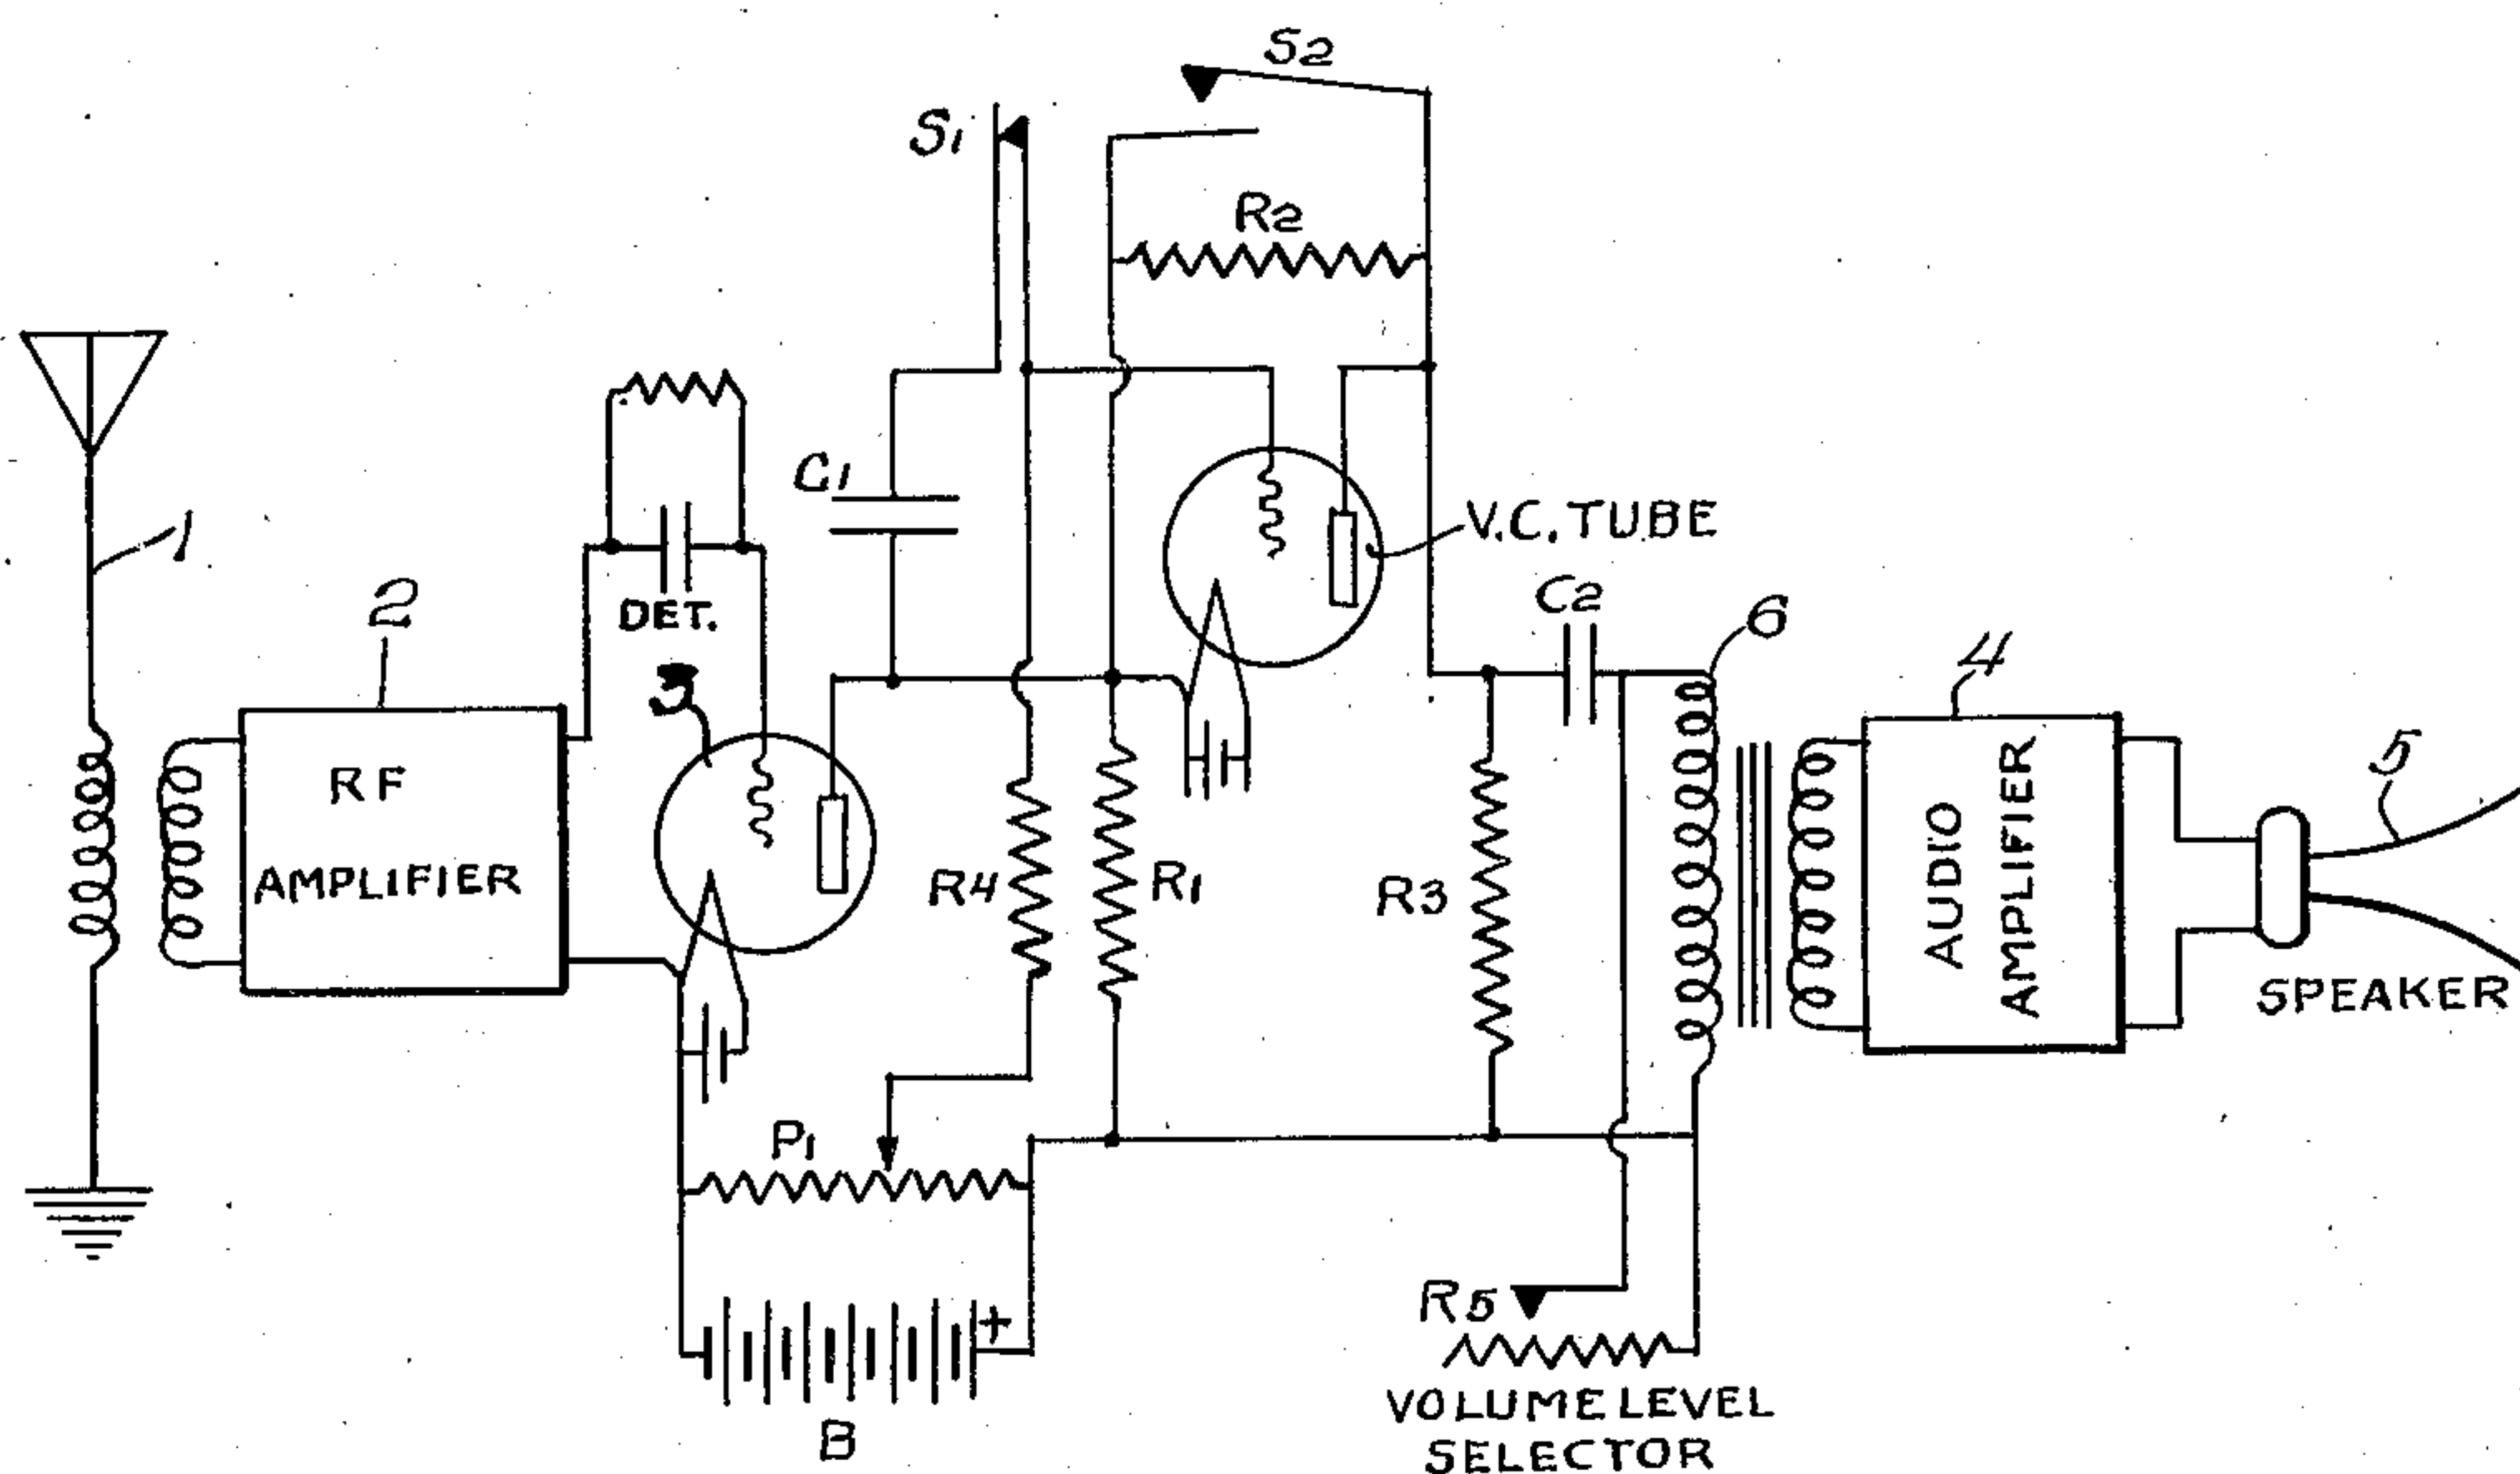 S2
S1
R2
C1
V.C. TUBE
1
2
DET.
C2
6
3
4
RF
AMPLIFIER
5
AUDIO
AMPLIFIER
R4
R1
R3
SPEAKER
P1
R5
+
VOLUME LEVEL
SELECTOR
B